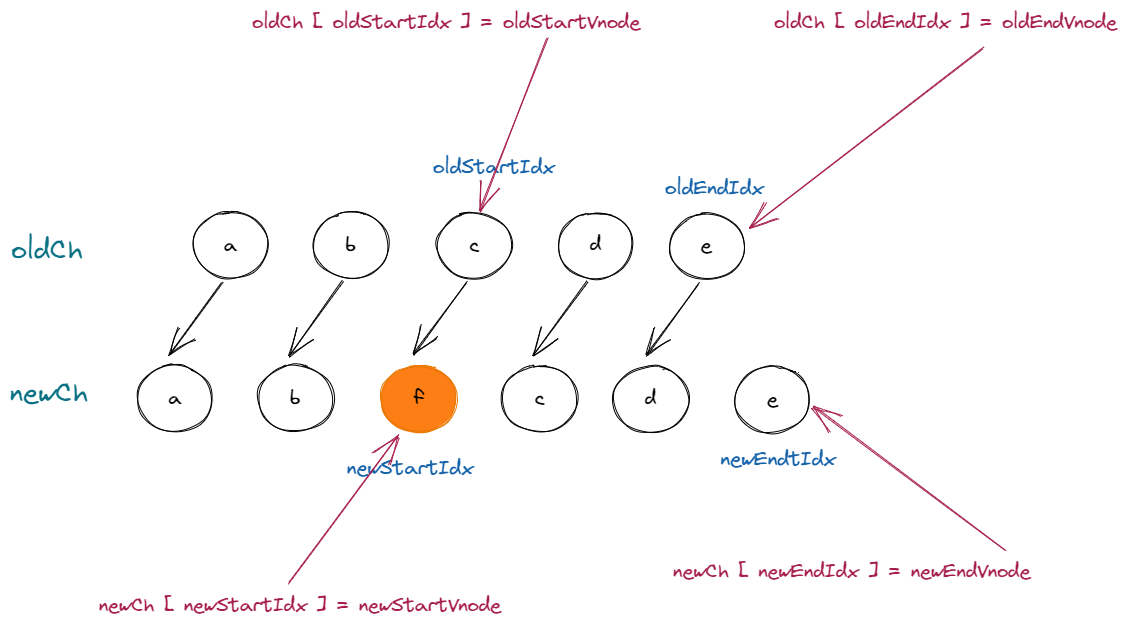 oldCh [ oldStartIdx ] = oldStartVnode
oldCh [ oldEndIdx ] = oldEndVnode
oldStartIdx
oldEndIdx
oldCh
a
b
c
d
e
newCh
a
b
f
c
d
e
newStartIdx
newEndtIdx
newCh [ newEndIdx ] = newEndVnode
newCh [ newStartIdx ] = newStartVnode